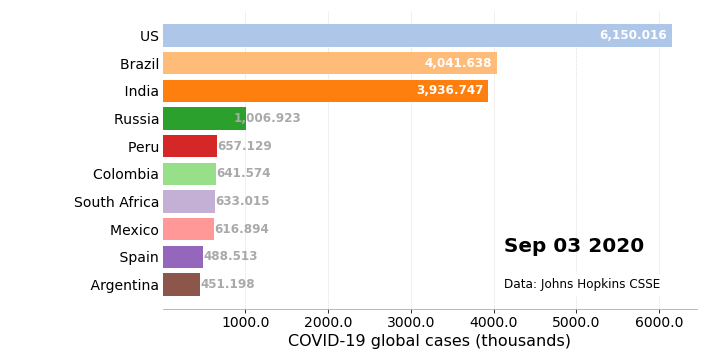 US 6,150.016
Brazil 4,041.638
India 3,936.747
Russia 1,006.923
Peru 657.129
Colombia 641.574
South Africa 633.015
Mexico 616.894
Spain 488.513
Argentina 451.198
Sep 03 2020
Data: Johns Hopkins CSSE
1000.0 2000.0 3000.0 4000.0 5000.0 6000.0
COVID-19 global cases (thousands)